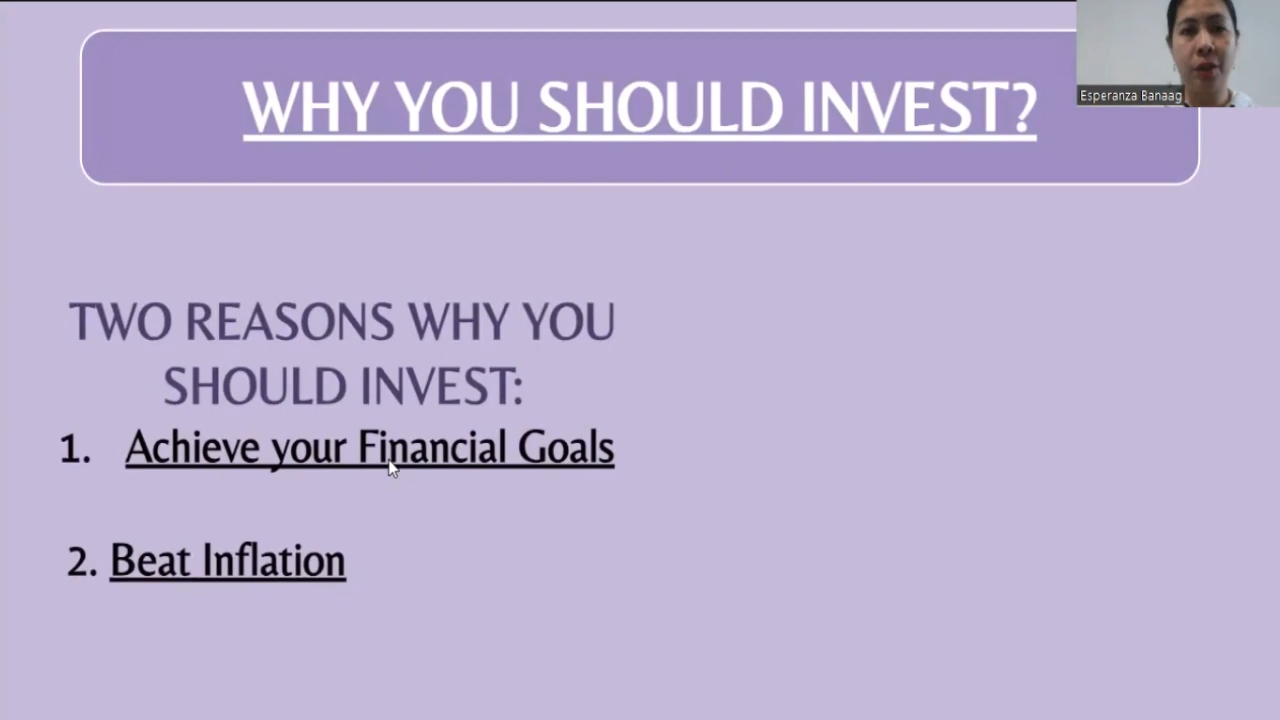 WHY YOU SHOULD INVEST?
Esperanza Banaag
TWO REASONS WHY YOU
SHOULD INVEST:
1. Achieve your Financial Goals
2. Beat Inflation